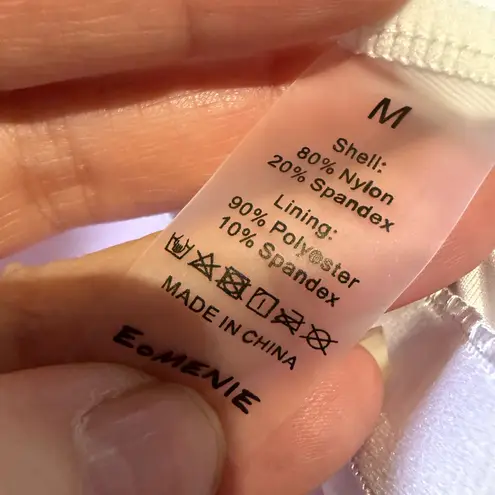 M
Shell:
80% Nylon
20% Spandex
Lining:
90% Polyester
10% Spandex
MADE IN CHINA
EOMENIE